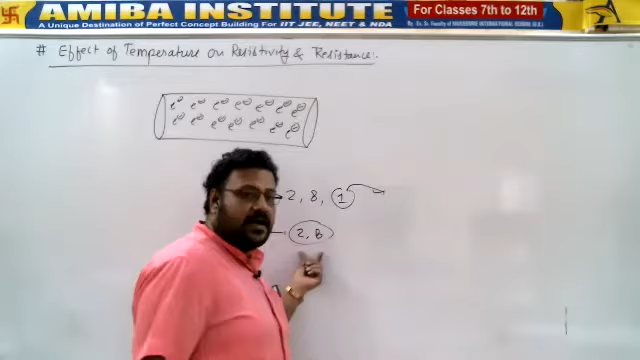 AMIBA INSTITUTE
A Unique Destination of Perfect Concept Building For IIT JEE, NEET & NDA
For Classes 7th to 12th
# Effect of Temperature on Resistivity & Resistance:-
e⊖ e⊖ e⊖ e⊖ e⊖ e⊖ e⊖
e⊖ e⊖ e⊖ e⊖ e⊖ e⊖ e⊖
2, 8, 1
2, 8